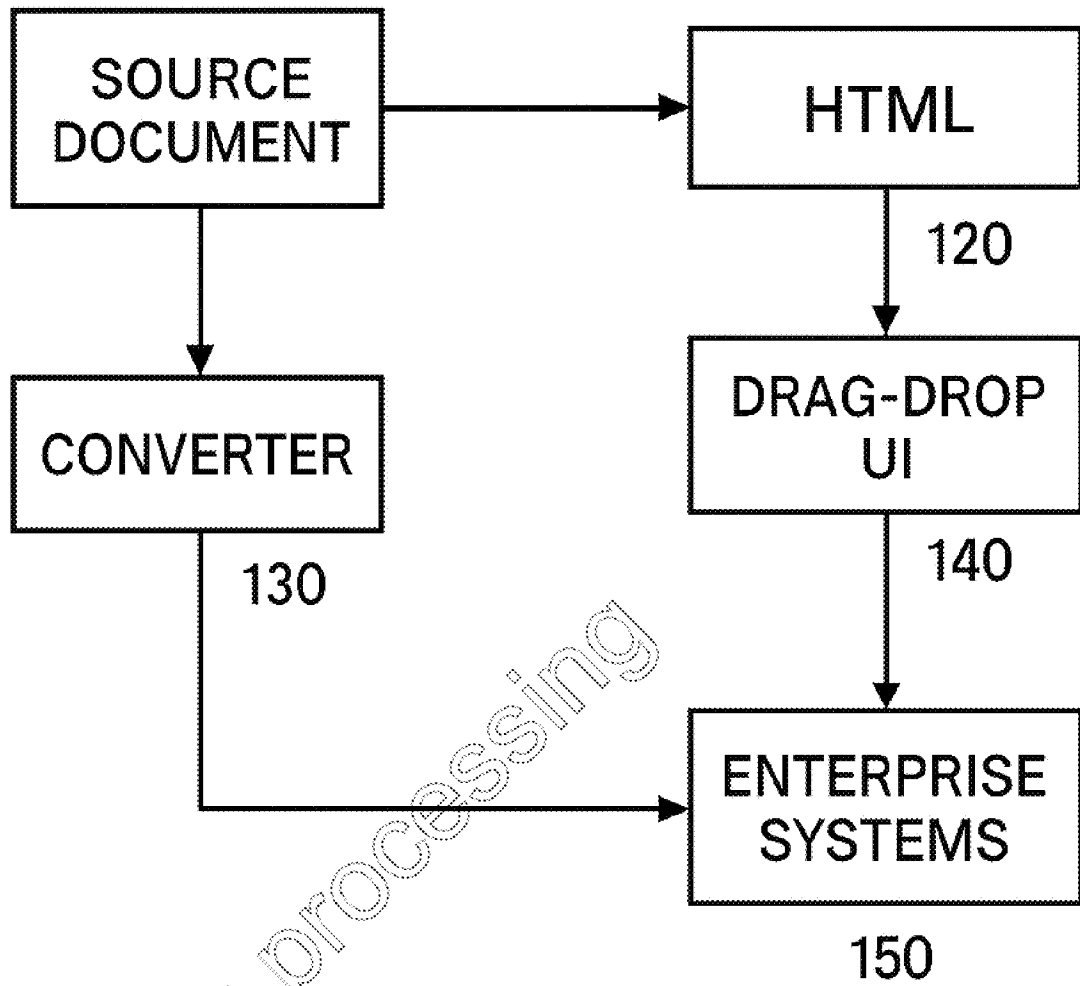 SOURCE
DOCUMENT
HTML
120
CONVERTER
130
DRAG-DROP
UI
140
ENTERPRISE
SYSTEMS
150
processing